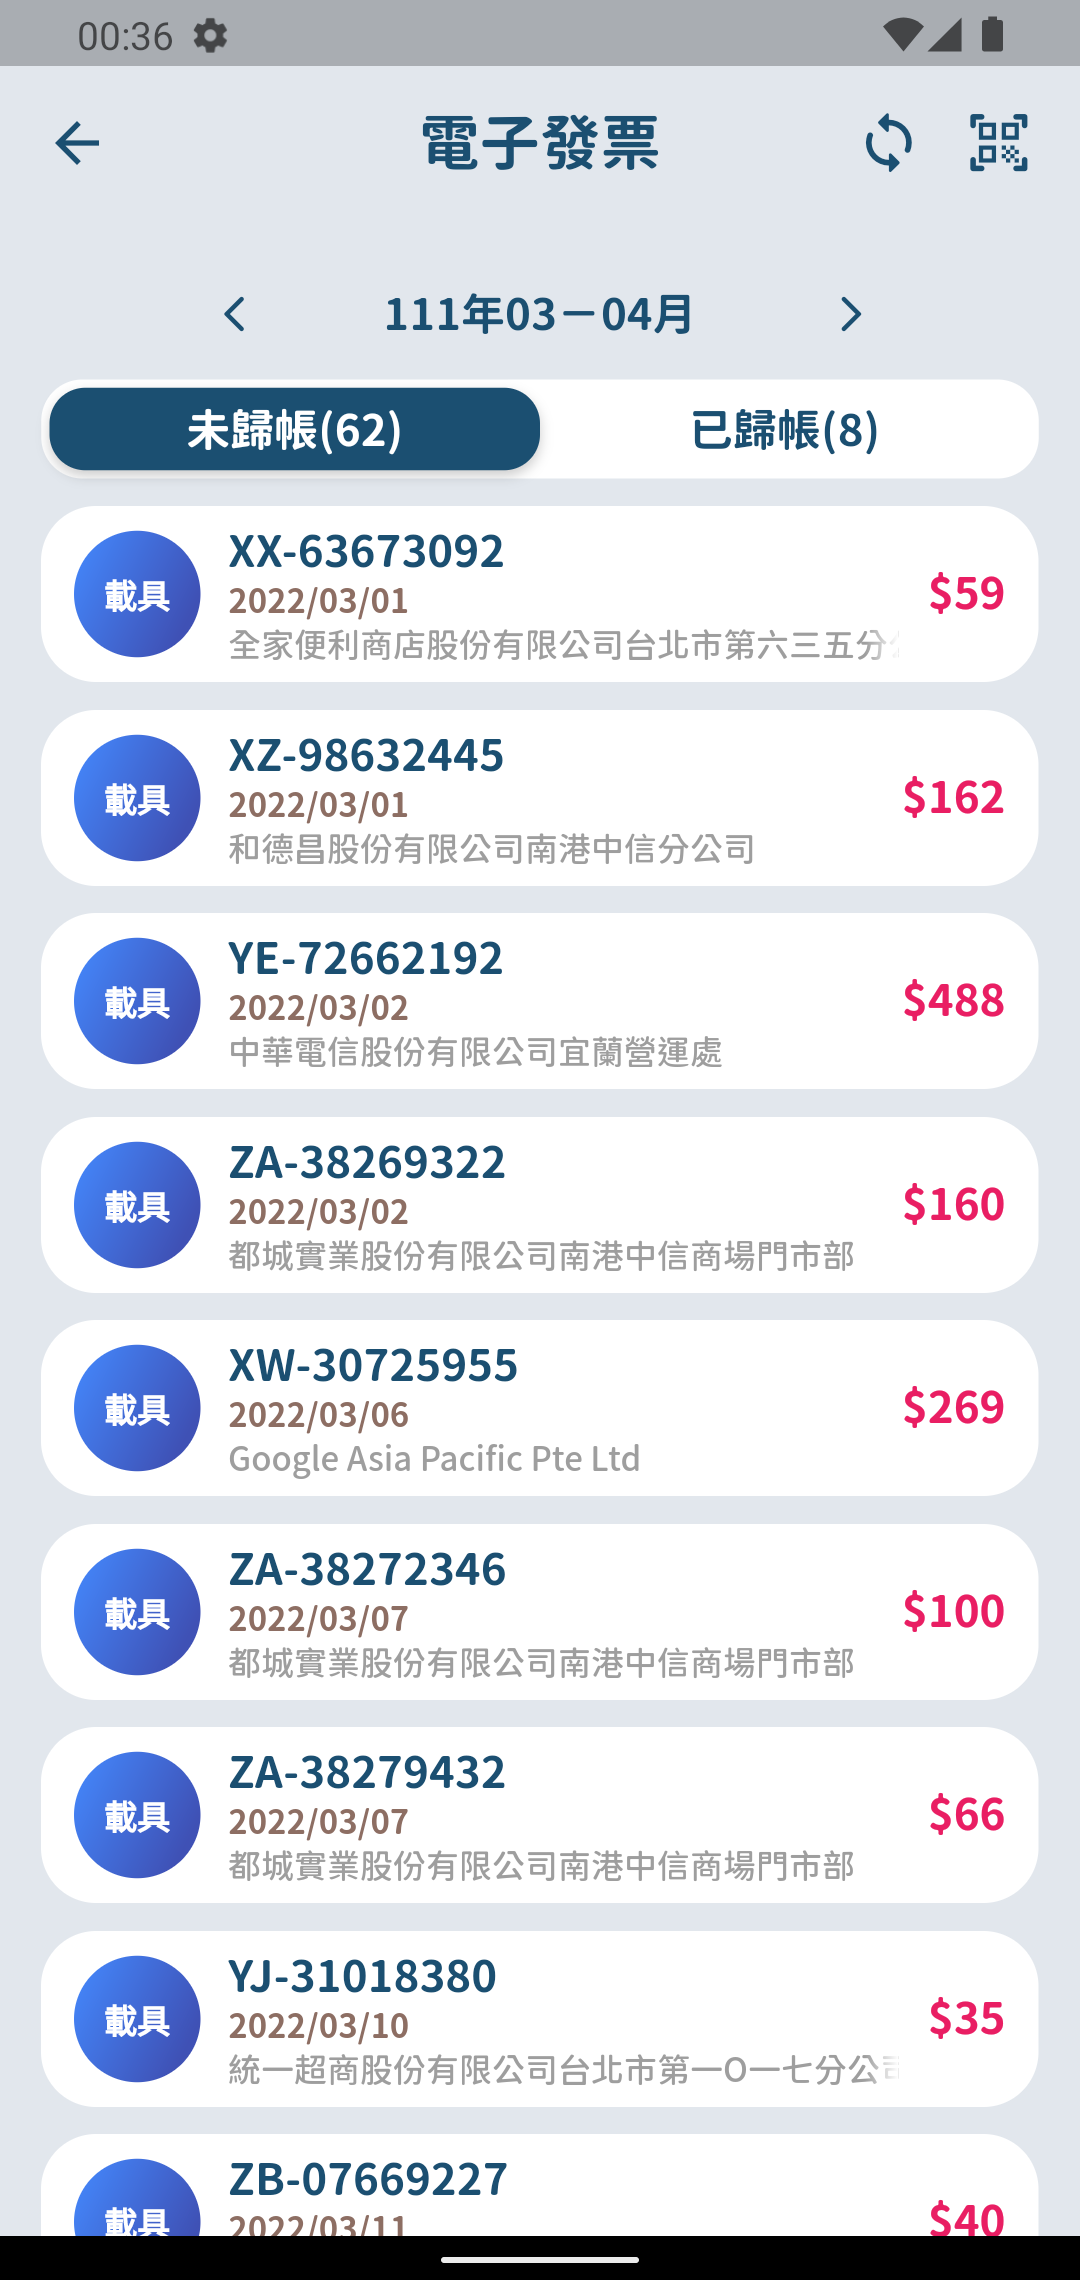 00:36
電子發票
111年03－04月
未歸帳(62)
已歸帳(8)
載具
XX-63673092
2022/03/01
全家便利商店股份有限公司台北市第六三五分
$59
載具
XZ-98632445
2022/03/01
和德昌股份有限公司南港中信分公司
$162
載具
YE-72662192
2022/03/02
中華電信股份有限公司宜蘭營運處
$488
載具
ZA-38269322
2022/03/02
都城實業股份有限公司南港中信商場門市部
$160
載具
XW-30725955
2022/03/06
Google Asia Pacific Pte Ltd
$269
載具
ZA-38272346
2022/03/07
都城實業股份有限公司南港中信商場門市部
$100
載具
ZA-38279432
2022/03/07
都城實業股份有限公司南港中信商場門市部
$66
載具
YJ-31018380
2022/03/10
統一超商股份有限公司台北市第一O一七分公司
$35
載具
ZB-07669227
2022/03/11
$40